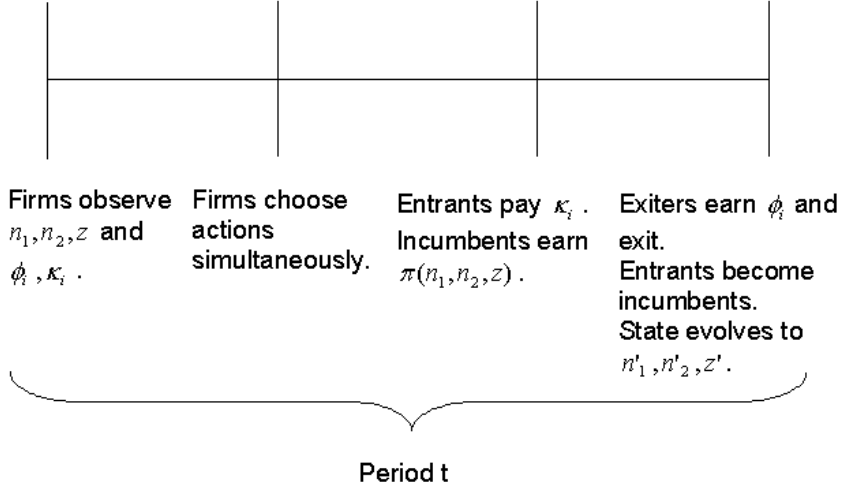 Firms observe
n₁,n₂,z and
ϕᵢ ,κᵢ .
Firms choose
actions
simultaneously.
Entrants pay κᵢ .
Incumbents earn
π(n₁,n₂,z) .
Exiters earn ϕᵢ and
exit.
Entrants become
incumbents.
State evolves to
n'₁ ,n'₂ ,z' .
Period t